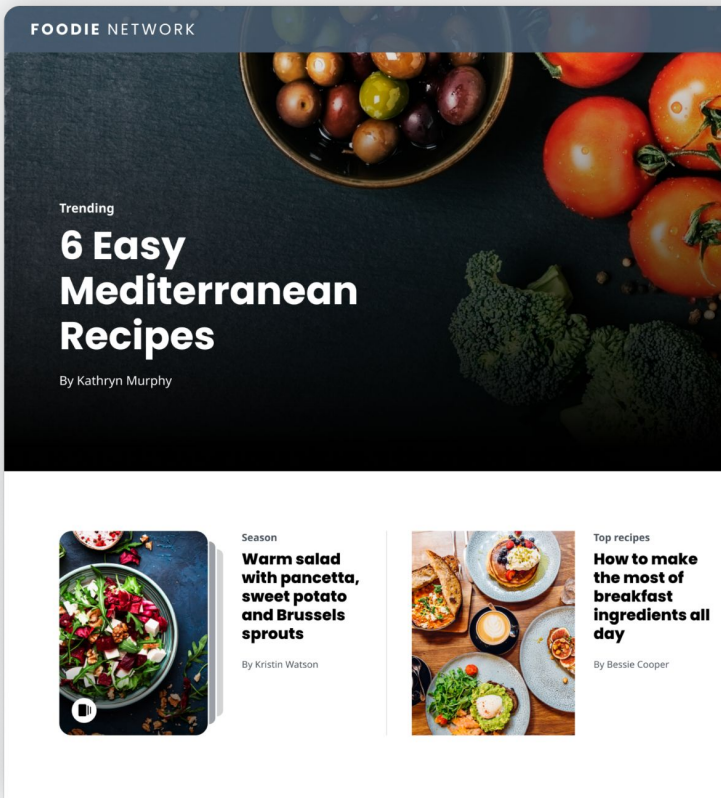 FOODIE NETWORK
Trending
6 Easy
Mediterranean
Recipes
By Kathryn Murphy
Season
Warm salad
with pancetta,
sweet potato
and Brussels
sprouts
By Kristin Watson
Top recipes
How to make
the most of
breakfast
ingredients all
day
By Bessie Cooper